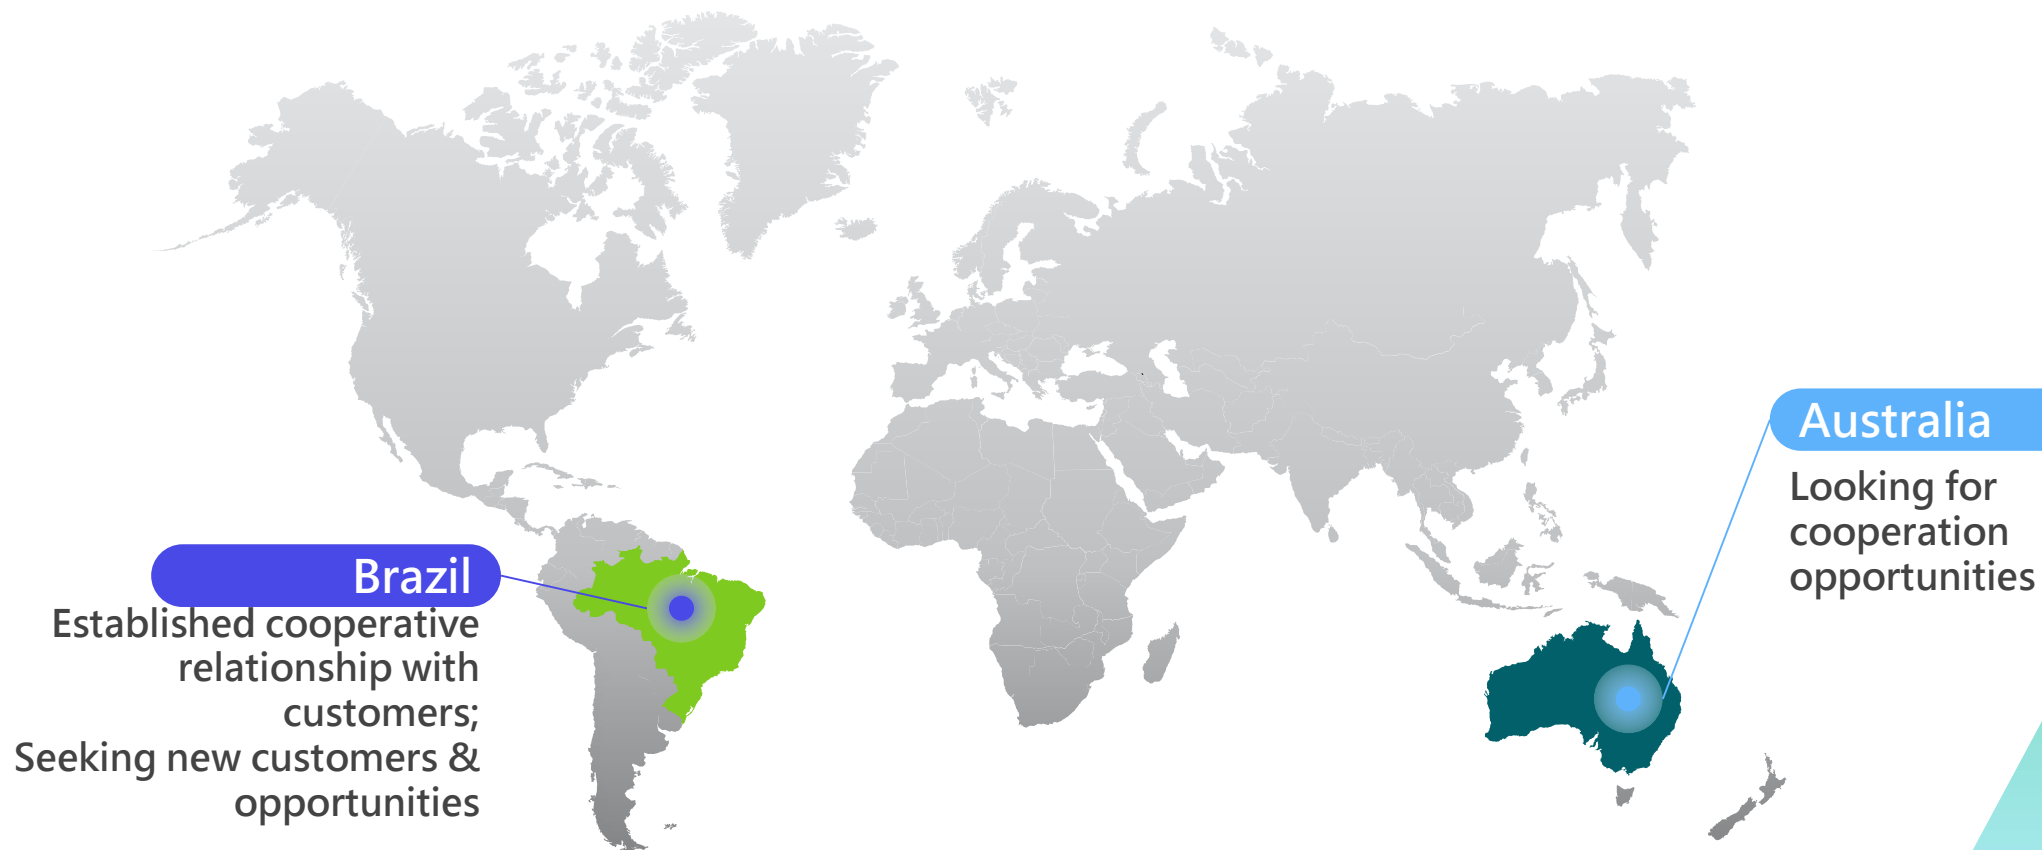 Brazil
Established cooperative
relationship with
customers;
Seeking new customers &
opportunities
Australia
Looking for
cooperation
opportunities